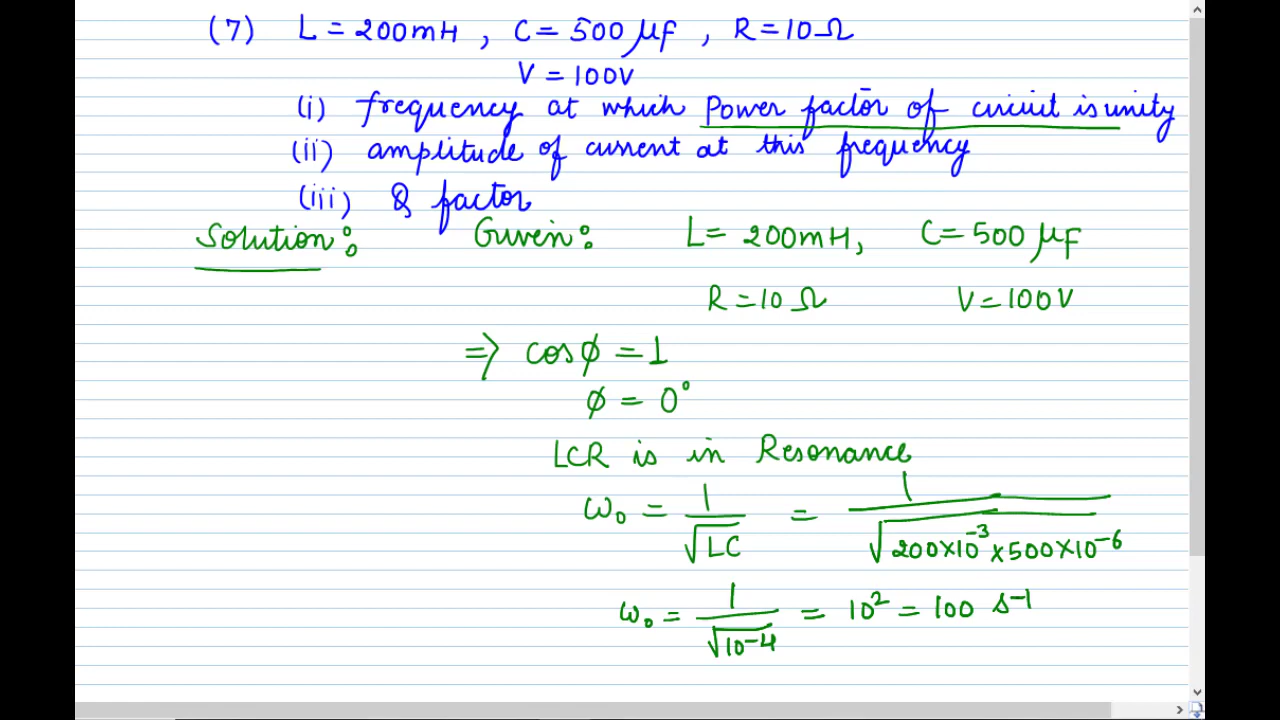 (7) L = 200mH, C = 500 μf, R = 10 Ω
V = 100V
(i) frequency at which Power factor of circuit is unity
(ii) amplitude of current at this frequency
(iii) Q factor
Solution: Given: L = 200mH, C = 500 μF
R = 10 Ω V = 100V
=> cosϕ = 1
ϕ = 0°
LCR is in Resonance
ω₀ = 1/√LC = 1/√200×10⁻³×500×10⁻⁶
ω₀ = 1/√10⁻⁴ = 10² = 100 s⁻¹